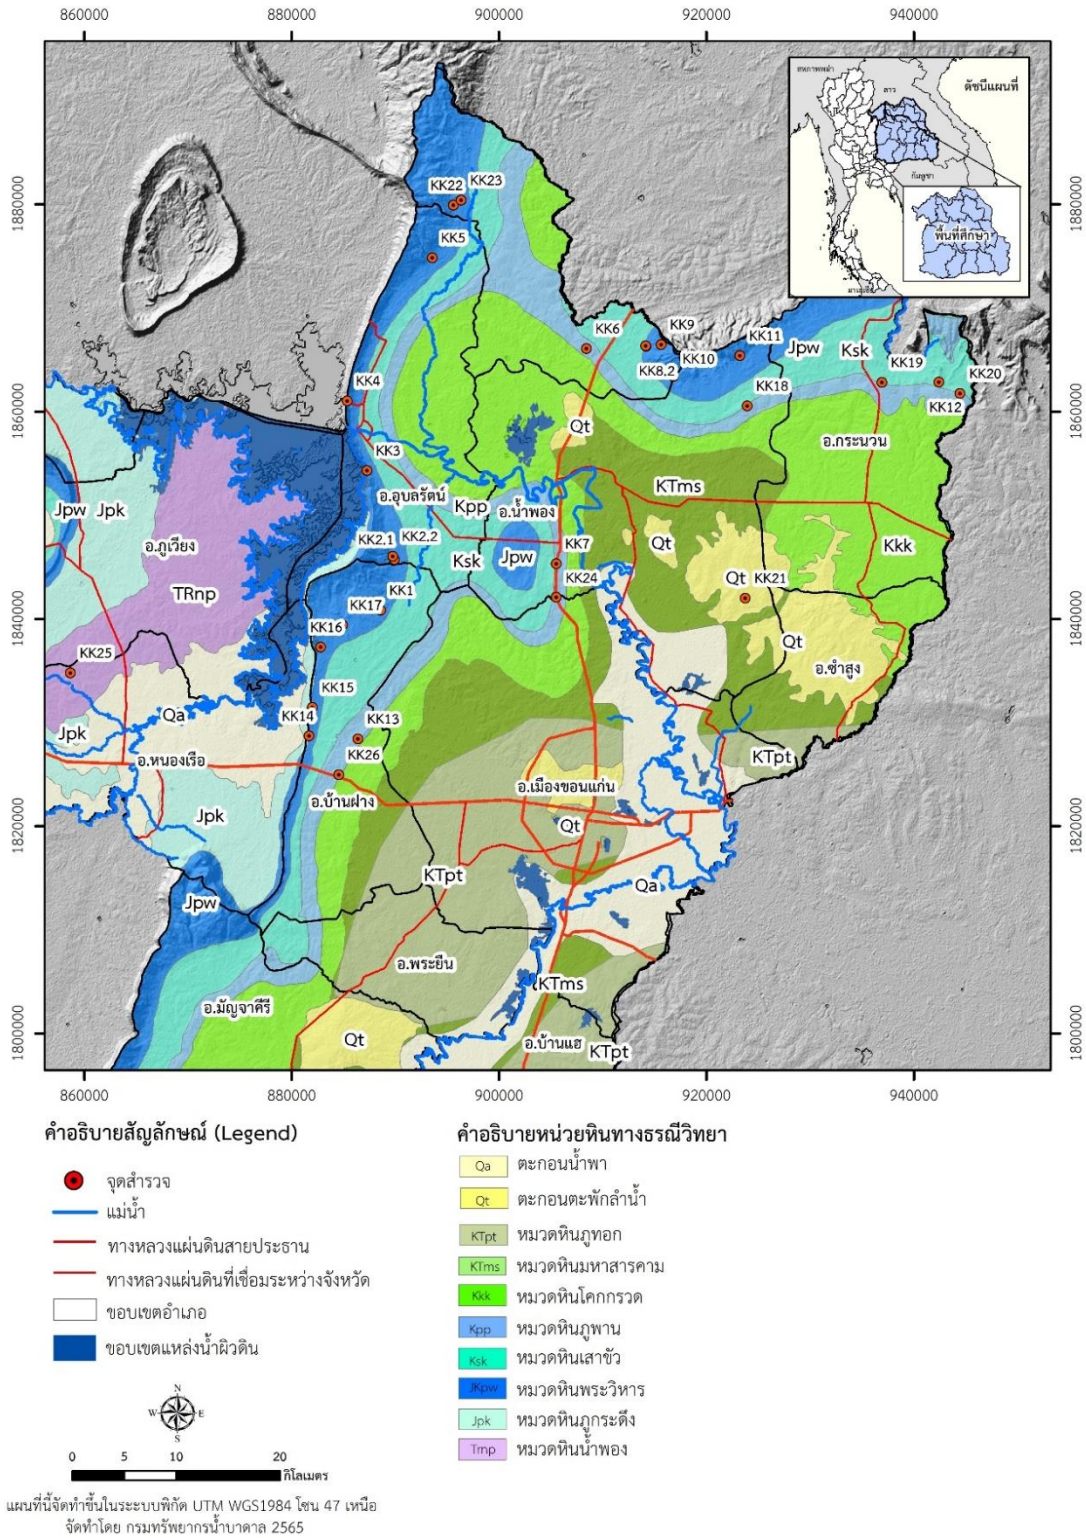 860000 880000 900000 920000 940000
สหภาพพม่า
ลาว
ดัชนีแผนที่
กัมพูชา
พื้นที่ศึกษา
1880000
1880000
KK22 KK23
KK5
KK6
KK9
KK10
KK8.2
KK11
Jpw
Ksk
KK19
KK20
KK4
KK18
KK12
1860000
1860000
Qt
อ.กระนวน
KK3
อ.อุบลรัตน์
Kpp
อ.น้ำพอง
KTms
Jpw
Jpk
อ.ภูเวียง
KK2.1
KK2.2
Ksk
Jpw
KK7
Qt
Kkk
TRnp
KK1
KK24
Qt
KK21
KK17
1840000
1840000
KK16
Qt
อ.ซำสูง
KK25
KK15
Qa
KK14
KK13
Jpk
KK26
KTpt
อ.หนองเรือ
อ.เมืองขอนแก่น
อ.บ้านฝาง
Jpk
Qt
1820000
1820000
KTpt
Qa
Jpw
อ.พระยืน
KTms
อ.มัญจาคีรี
Qt
อ.บ้านแฮ
KTpt
1800000
1800000
860000 880000 900000 920000 940000
คำอธิบายสัญลักษณ์ (Legend)
จุดสำรวจ
แม่น้ำ
ทางหลวงแผ่นดินสายประธาน
ทางหลวงแผ่นดินที่เชื่อมระหว่างจังหวัด
ขอบเขตอำเภอ
ขอบเขตแหล่งน้ำผิวดิน
N
W E
S
0 5 10 20
กิโลเมตร
แผนที่นี้จัดทำขึ้นในระะบบพิกัด UTM WGS1984 โซน 47 เหนือ
จัดทำโดย กรมทรัพยากรน้ำบาดาล 2565
คำอธิบายหน่วยหินทางธรณีวิทยา
Qa ตะกอนน้ำพา
Qt ตะกอนตะพักลำน้ำ
KTpt หมวดหินภูทอก
KTms หมวดหินมหาสารคาม
Kkk หมวดหินโคกกรวด
Kpp หมวดหินภูพาน
Ksk หมวดหินเสาขัว
JKpw หมวดหินพระวิหาร
Jpk หมวดหินภูกระดึง
Trnp หมวดหินน้ำพอง